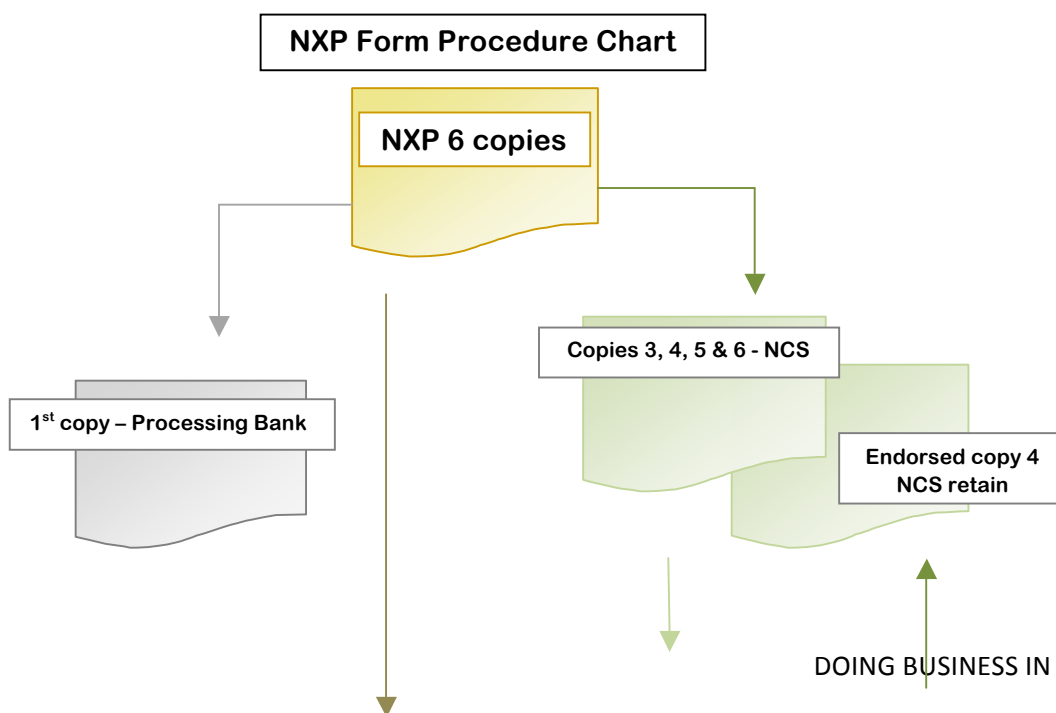 NXP Form Procedure Chart
NXP 6 copies
Copies 3, 4, 5 & 6 - NCS
1st copy – Processing Bank
Endorsed copy 4
NCS retain
DOING BUSINESS IN